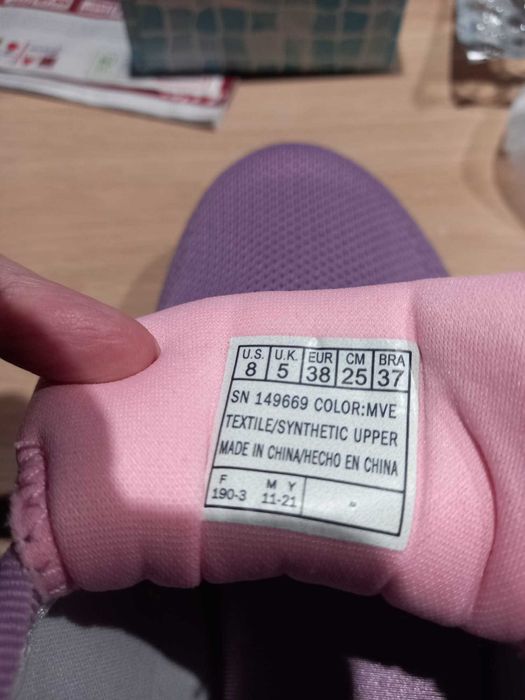 U.S. U.K. EUR CM BRA
8 5 38 25 37
SN 149669 COLOR:MVE
TEXTILE/SYNTHETIC UPPER
MADE IN CHINA/HECHO EN CHINA
F M Y
190-3 11-21